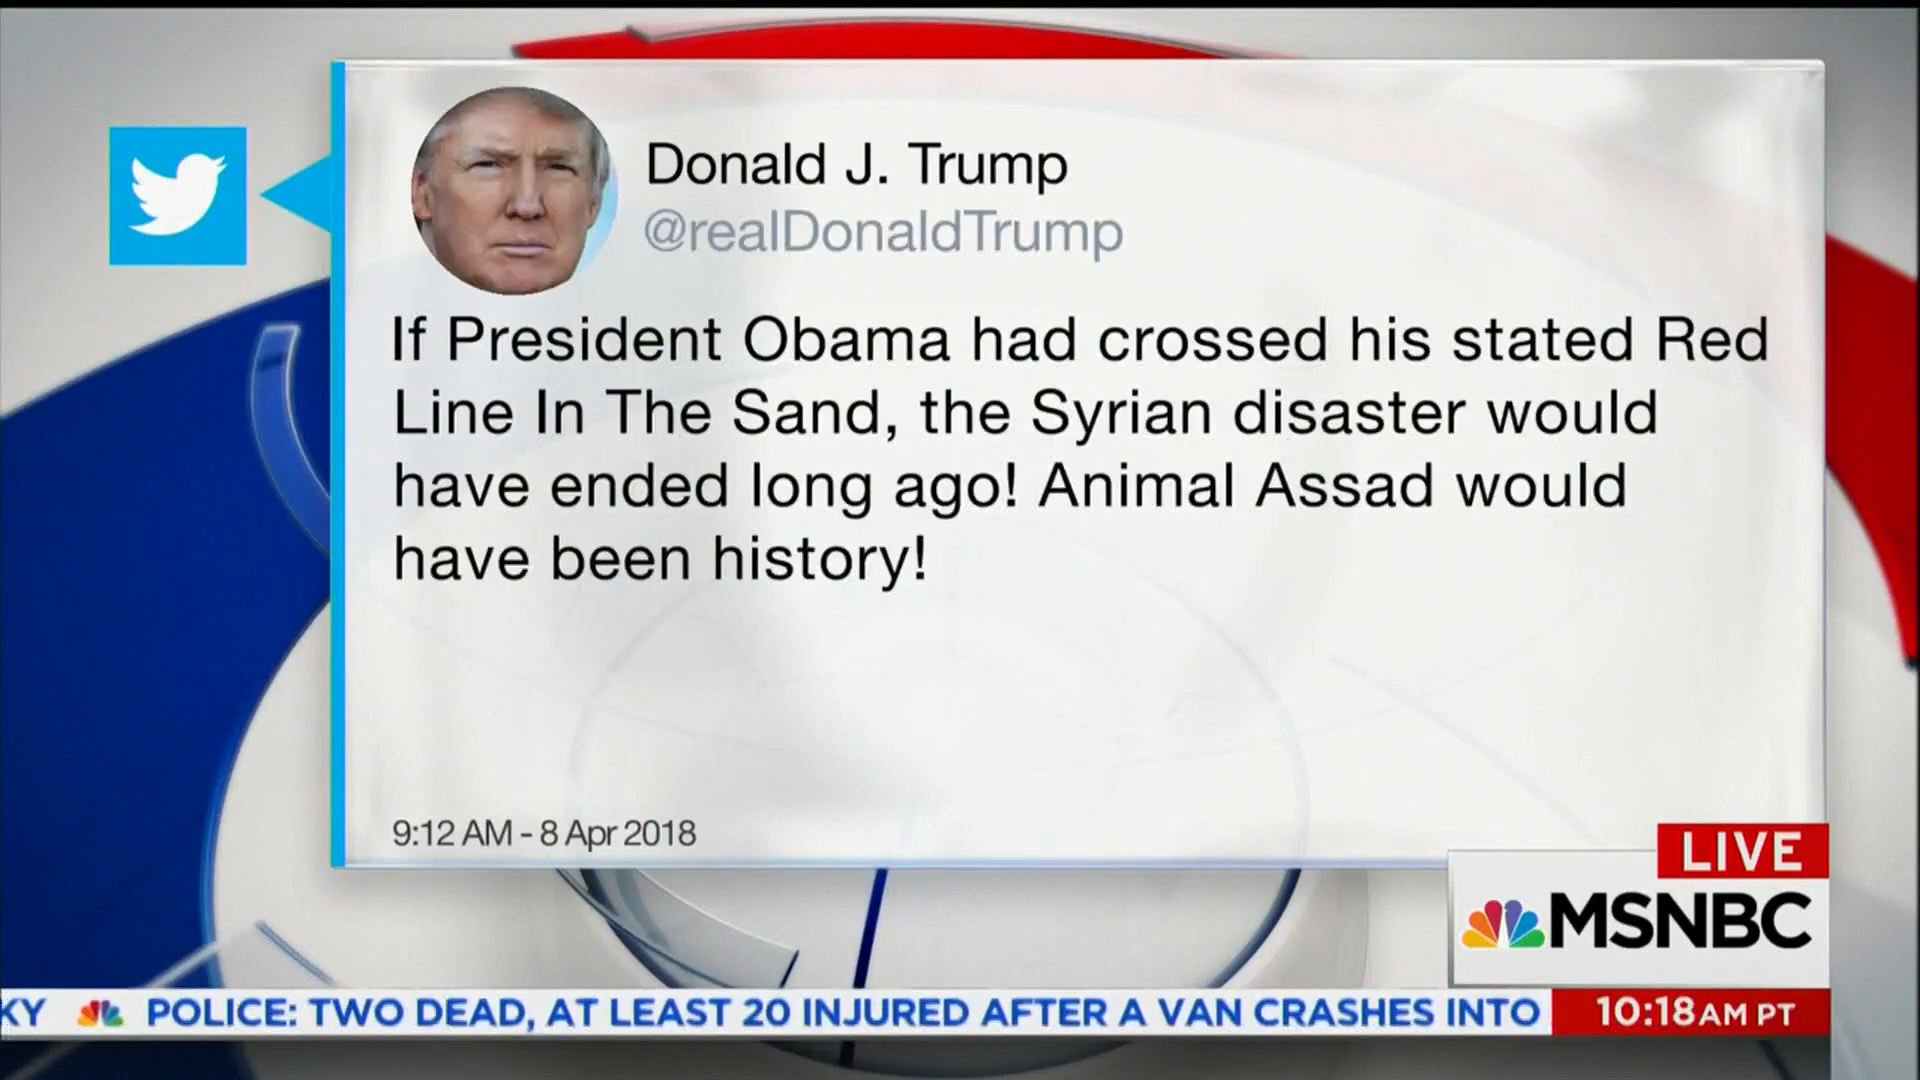 Donald J. Trump
@realDonaldTrump
If President Obama had crossed his stated Red
Line In The Sand, the Syrian disaster would
have ended long ago! Animal Assad would
have been history!
9:12 AM - 8 Apr 2018
LIVE
MSNBC
KY POLICE: TWO DEAD, AT LEAST 20 INJURED AFTER A VAN CRASHES INTO
10:18AM PT